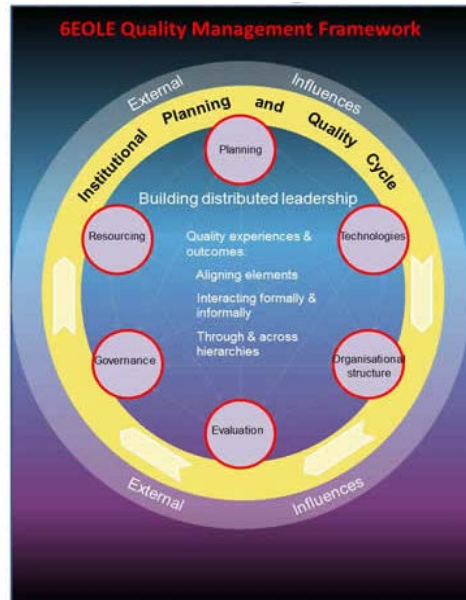 6EOLE Quality Management Framework
External Influences
Institutional Planning and Quality Cycle
Planning
Building distributed leadership
Resourcing
Quality experiences &
outcomes:
Technologies
Aligning elements
Interacting formally &
informally
Through & across
hierarchies
Governance
Organisational
structure
Evaluation
External Influences